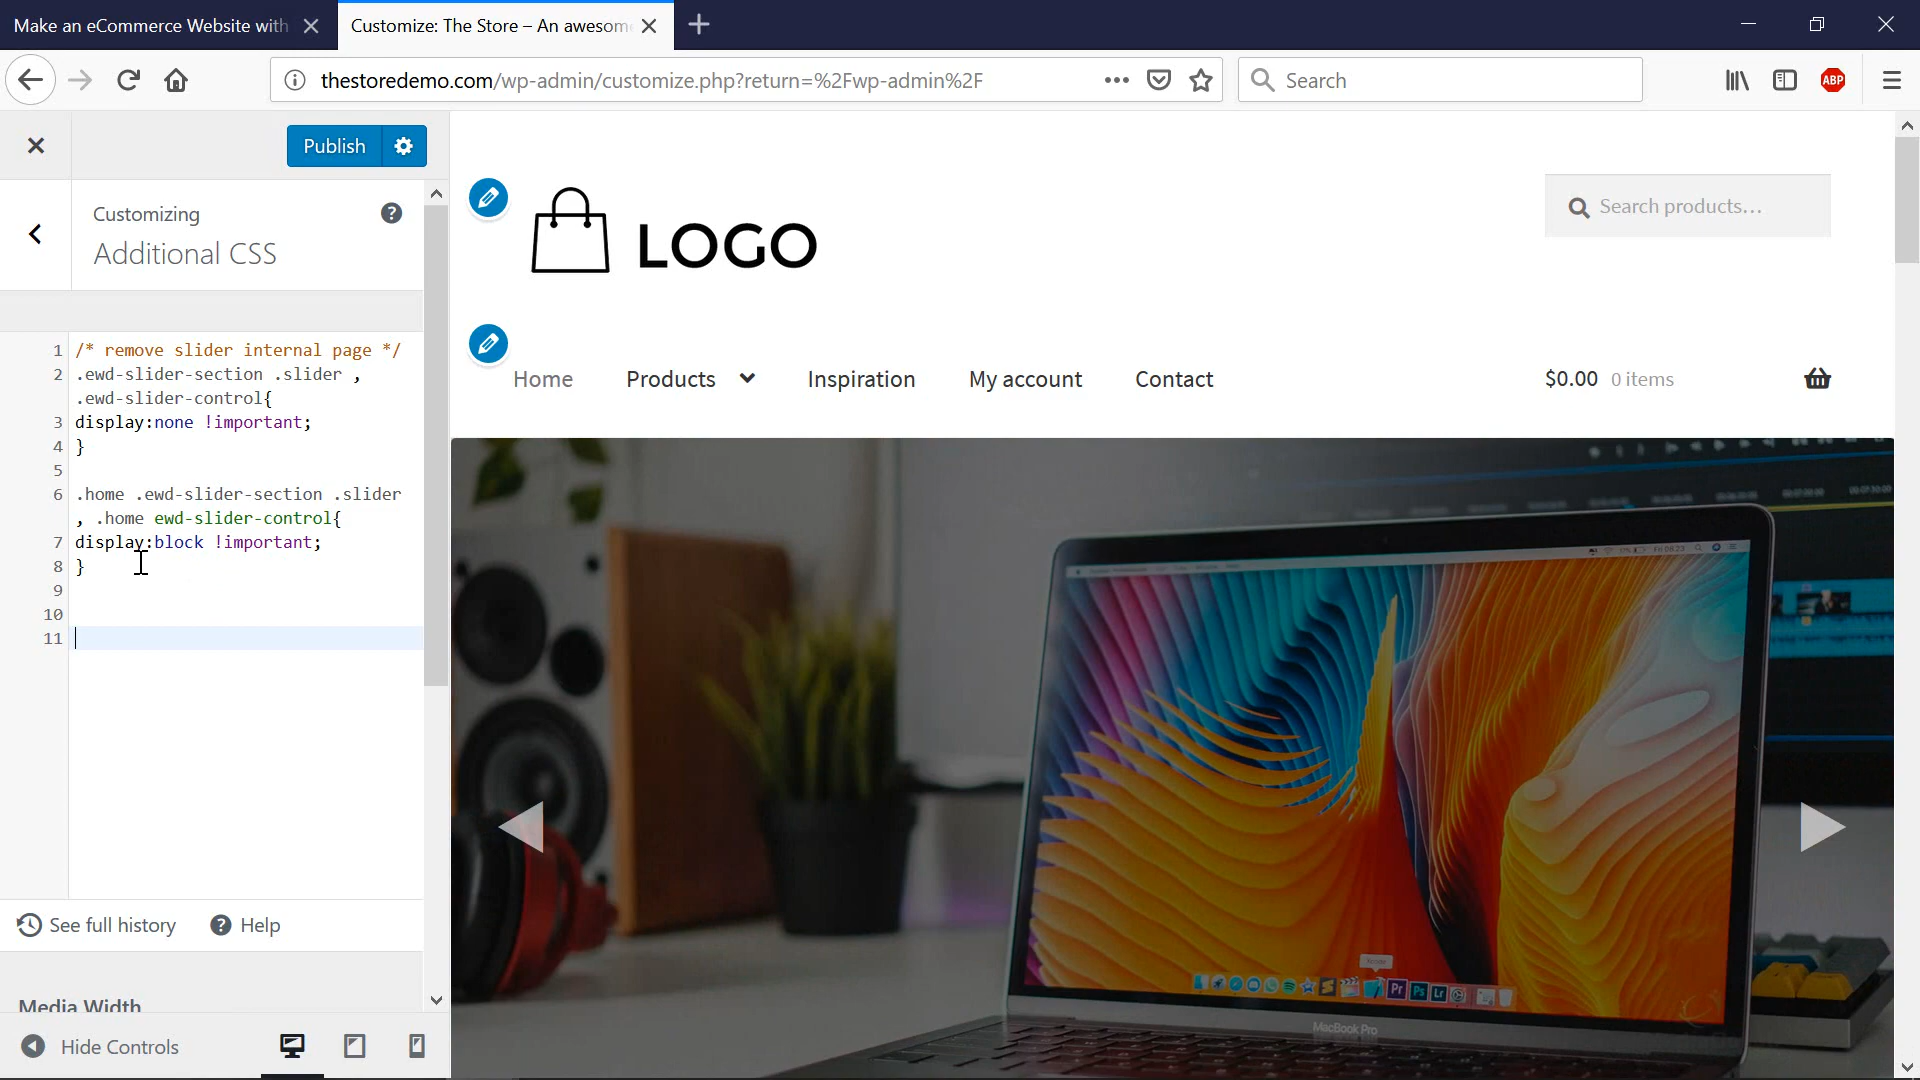 Make an eCommerce Website with
Customize: The Store – An awesom
thestoredemo.com/wp-admin/customize.php?return=%2Fwp-admin%2F
Search
ABP
Publish
Customizing
Additional CSS
1 /* remove slider internal page */
2 .ewd-slider-section .slider ,
.ewd-slider-control{
3 display:none !important;
4 }
5
6 .home .ewd-slider-section .slider
, .home ewd-slider-control{
7 display:block !important;
8 }
9
10
11
See full history
Help
Media Width
Hide Controls
LOGO
Search products…
Home
Products
Inspiration
My account
Contact
$0.00 0 items
Pr
Ps
Lr
MacBook Pro